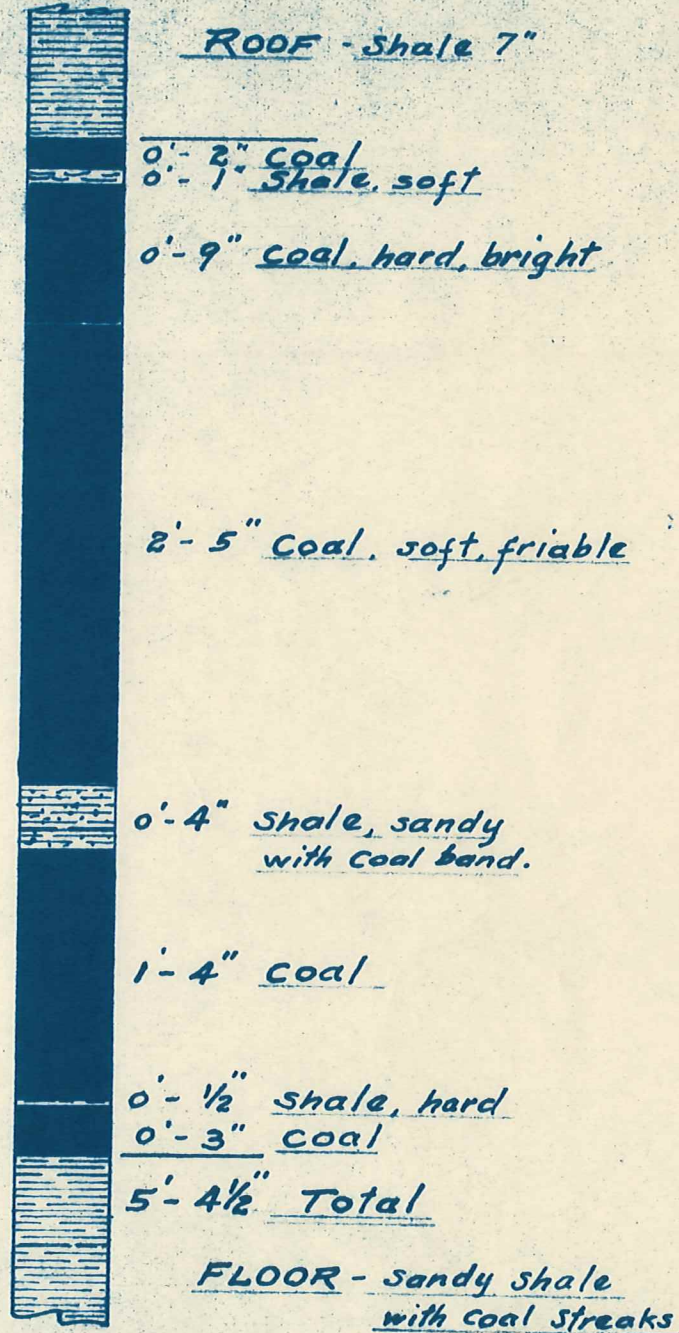 ROOF - Shale 7"
0'- 2" Coal
0'- 1" Shale, soft
0'- 9" Coal, hard, bright
2'- 5" Coal, soft, friable
0'- 4" Shale, sandy
with Coal band.
1'- 4" Coal
0'- ½" Shale, hard
0'- 3" Coal
5'- 4½" Total
FLOOR - Sandy Shale
with Coal Streaks